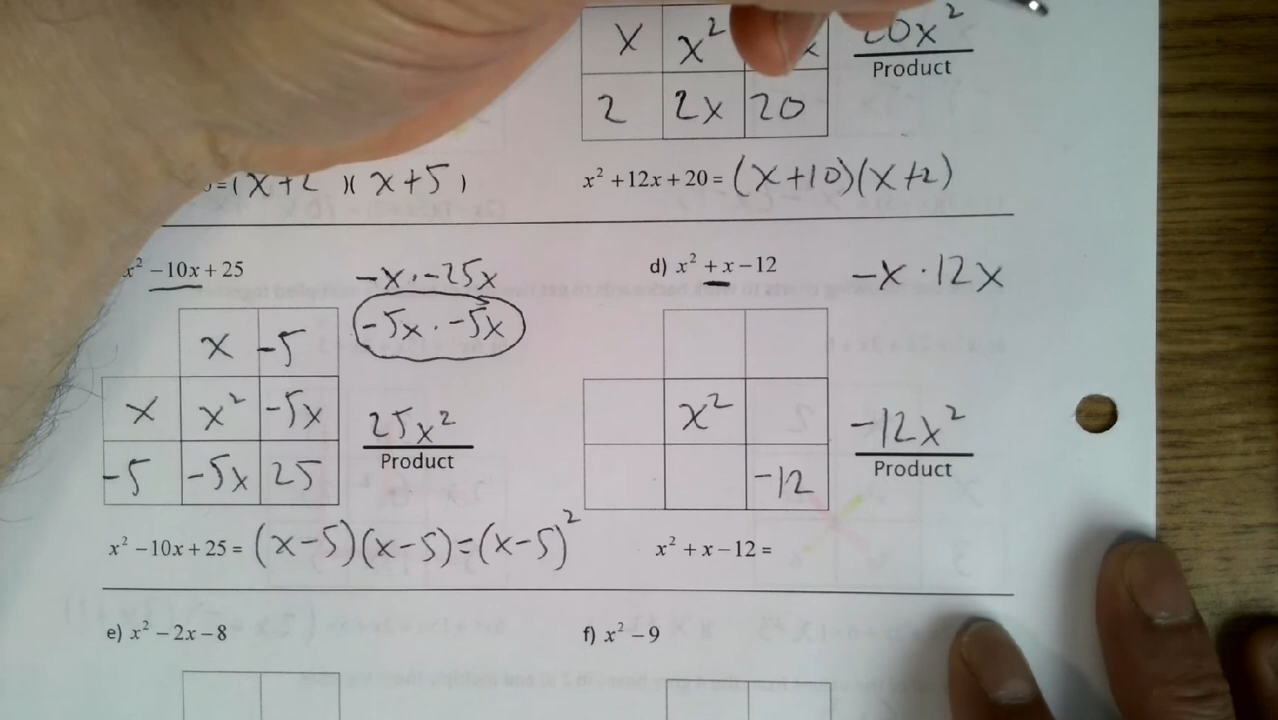 x x² x 20x²
Product
2 2x 20
=(x+2)(x+5)
x² +12x+20= (x+10)(x+2)
x² −10x+25
−x·−25x
−5x·−5x
x −5
x x² −5x
25x²
Product
−5 −5x 25
x² −10x+25= (x−5)(x−5)=(x−5)²
d) x² +x−12
−x·12x
x²
−12x²
Product
−12
x² +x−12=
e) x² −2x−8
f) x² −9